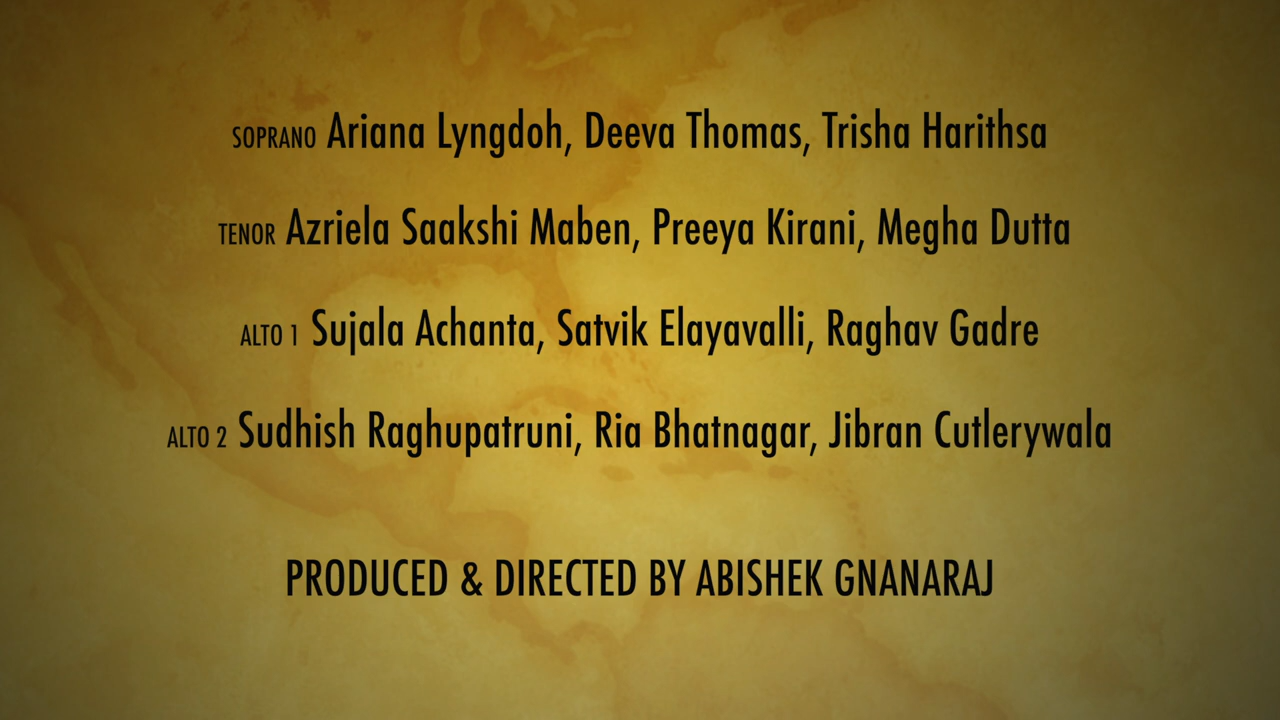 SOPRANO Ariana Lyngdoh, Deeva Thomas, Trisha Harithsa
TENOR Azriela Saakshi Maben, Preeya Kirani, Megha Dutta
ALTO 1 Sujala Achanta, Satvik Elayavalli, Raghav Gadre
ALTO 2 Sudhish Raghupatruni, Ria Bhatnagar, Jibran Cutlerywala
PRODUCED & DIRECTED BY ABISHEK GNANARAJ